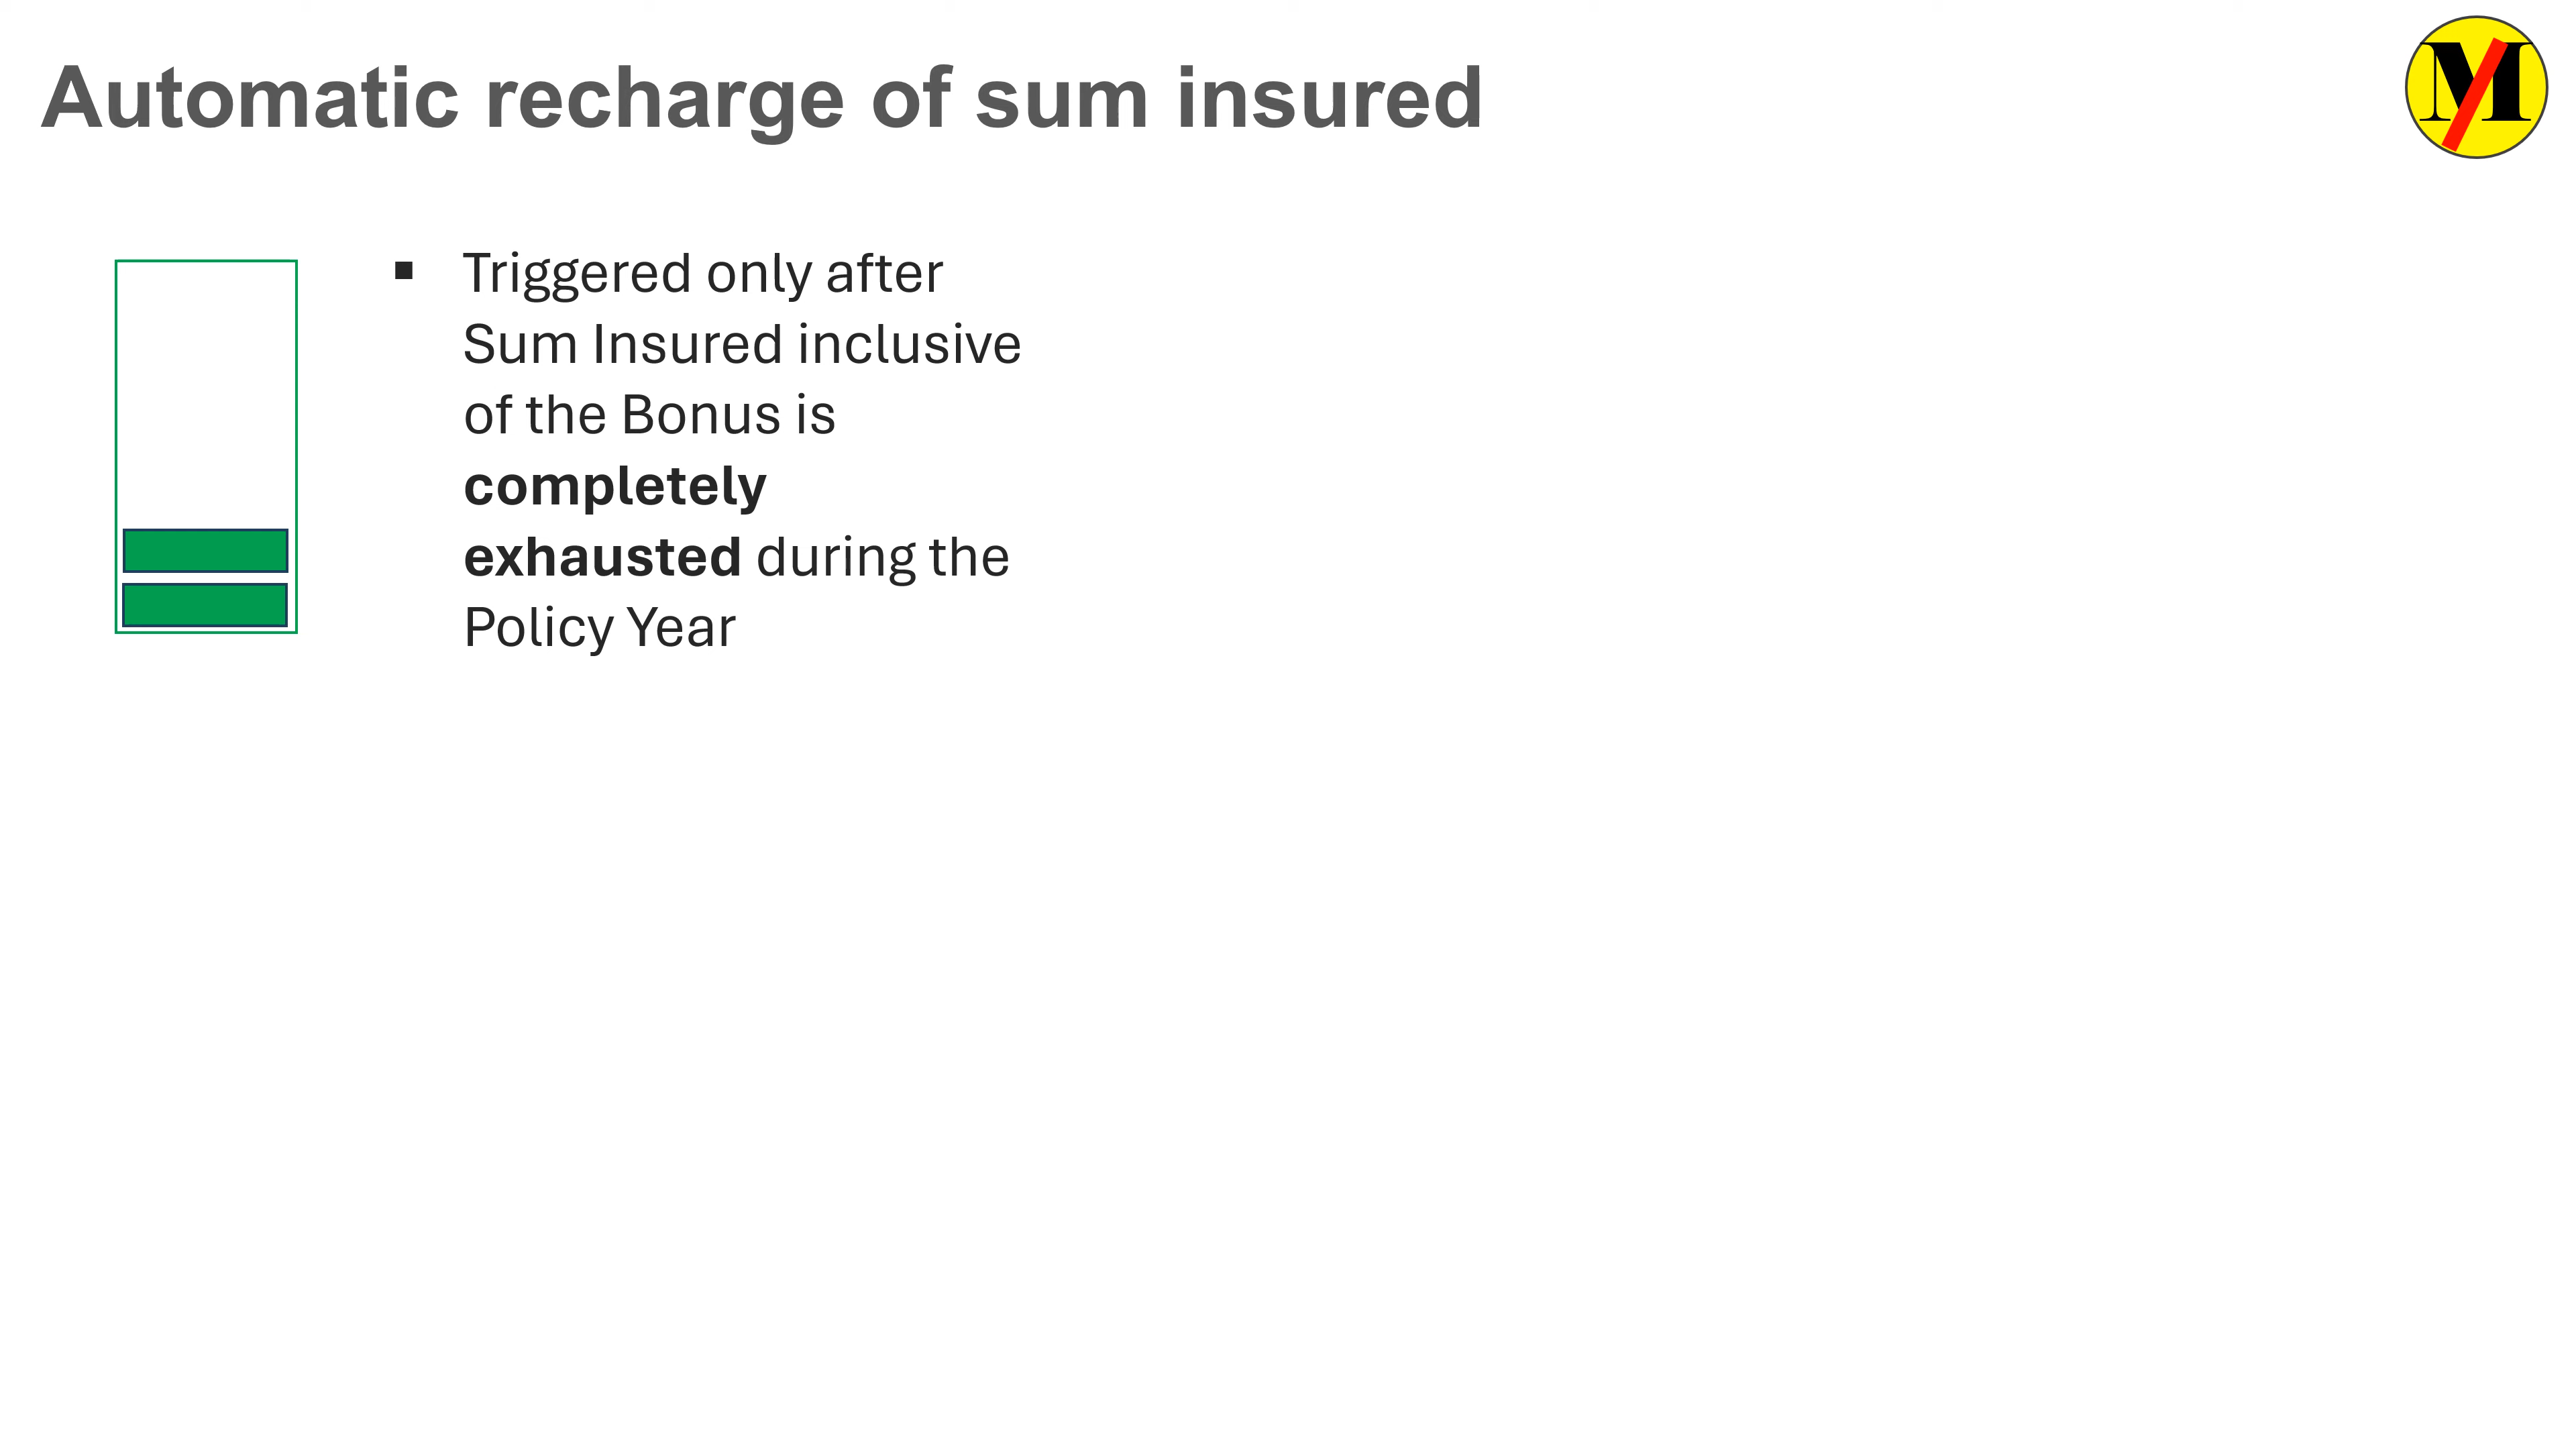 Automatic recharge of sum insured
M
▪ Triggered only after
Sum Insured inclusive
of the Bonus is
completely
exhausted during the
Policy Year